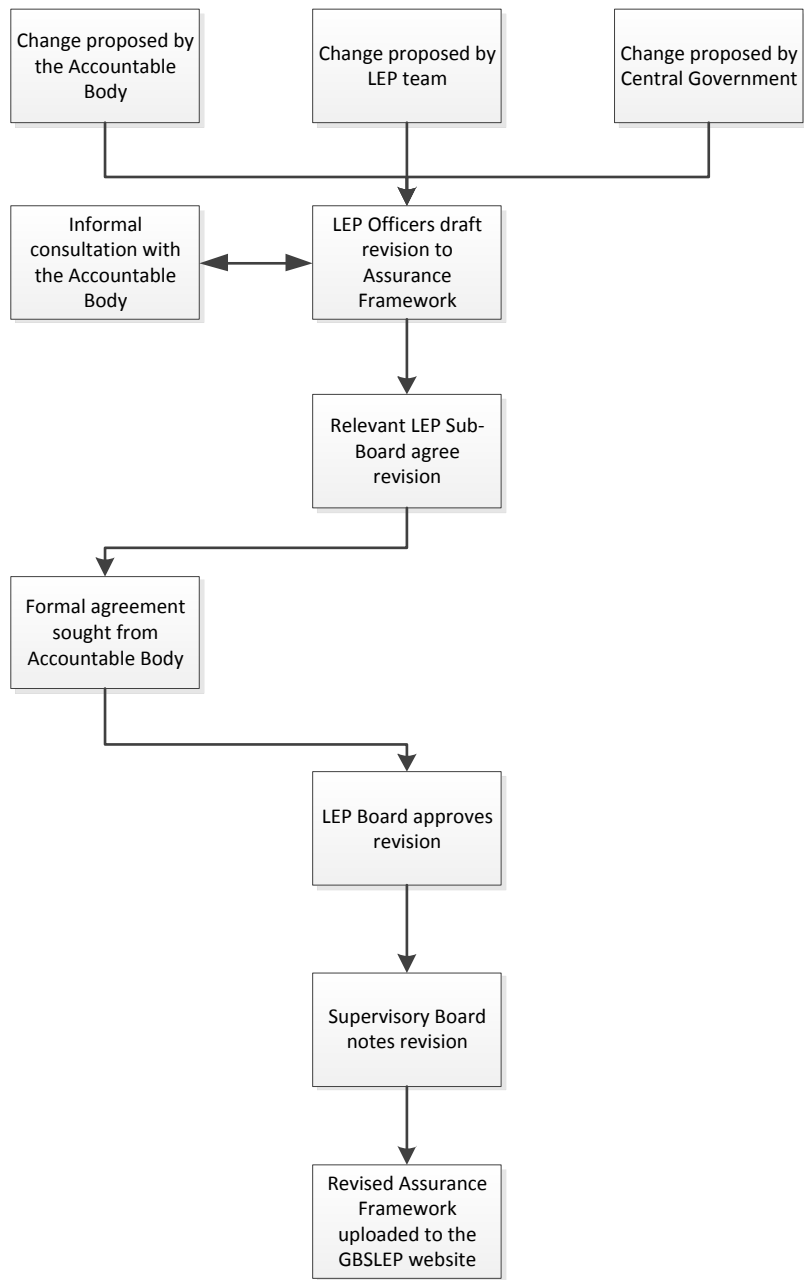 Change proposed by
the Accountable
Body
Change proposed by
LEP team
Change proposed by
Central Government
Informal
consultation with
the Accountable
Body
LEP Officers draft
revision to
Assurance
Framework
Relevant LEP Sub-
Board agree
revision
Formal agreement
sought from
Accountable Body
LEP Board approves
revision
Supervisory Board
notes revision
Revised Assurance
Framework
uploaded to the
GBSLEP website